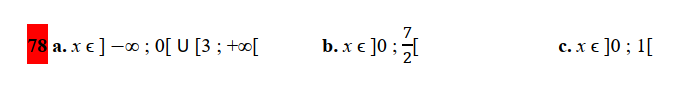 78 a. x ϵ ] −∞ ; 0[ U [3 ; +∞[ b. x ϵ ]0 ; 7/2[ c. x ϵ ]0 ; 1[